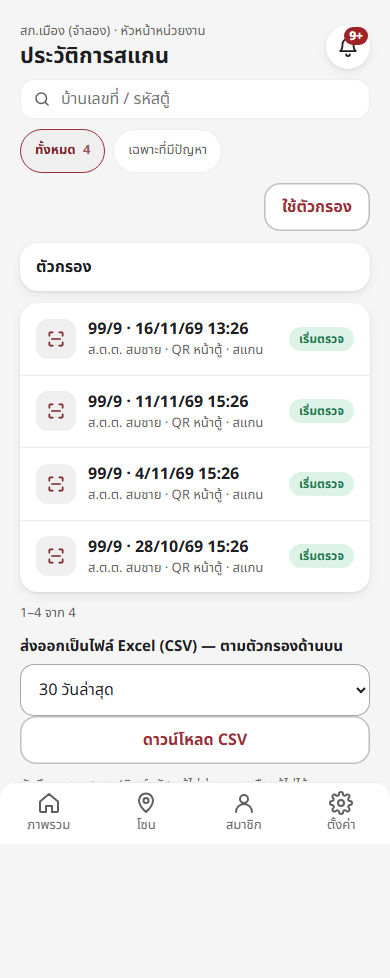 สภ.เมือง (จำลอง) · หัวหน้าหน่วยงาน
ประวัติการสแกน
9+
บ้านเลขที่ / รหัสตู้
ทั้งหมด 4
เฉพาะที่มีปัญหา
ใช้ตัวกรอง
ตัวกรอง
99/9 · 16/11/69 13:26
ส.ต.ต. สมชาย · QR หน้าตู้ · สแกน
เริ่มตรวจ
99/9 · 11/11/69 15:26
ส.ต.ต. สมชาย · QR หน้าตู้ · สแกน
เริ่มตรวจ
99/9 · 4/11/69 15:26
ส.ต.ต. สมชาย · QR หน้าตู้ · สแกน
เริ่มตรวจ
99/9 · 28/10/69 15:26
ส.ต.ต. สมชาย · QR หน้าตู้ · สแกน
เริ่มตรวจ
1–4 จาก 4
ส่งออกเป็นไฟล์ Excel (CSV) — ตามตัวกรองด้านบน
30 วันล่าสุด
ดาวน์โหลด CSV
ภาพรวม
โซน
สมาชิก
ตั้งค่า